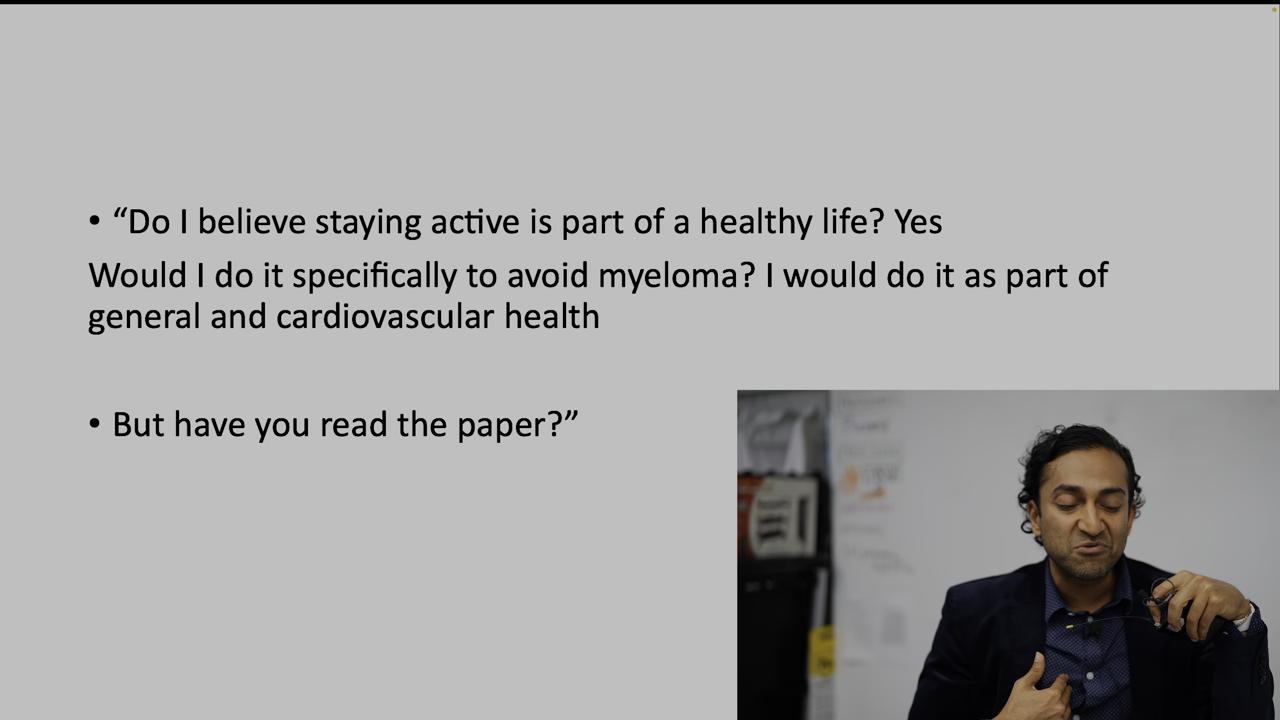 • “Do I believe staying active is part of a healthy life? Yes
Would I do it specifically to avoid myeloma? I would do it as part of
general and cardiovascular health
• But have you read the paper?”